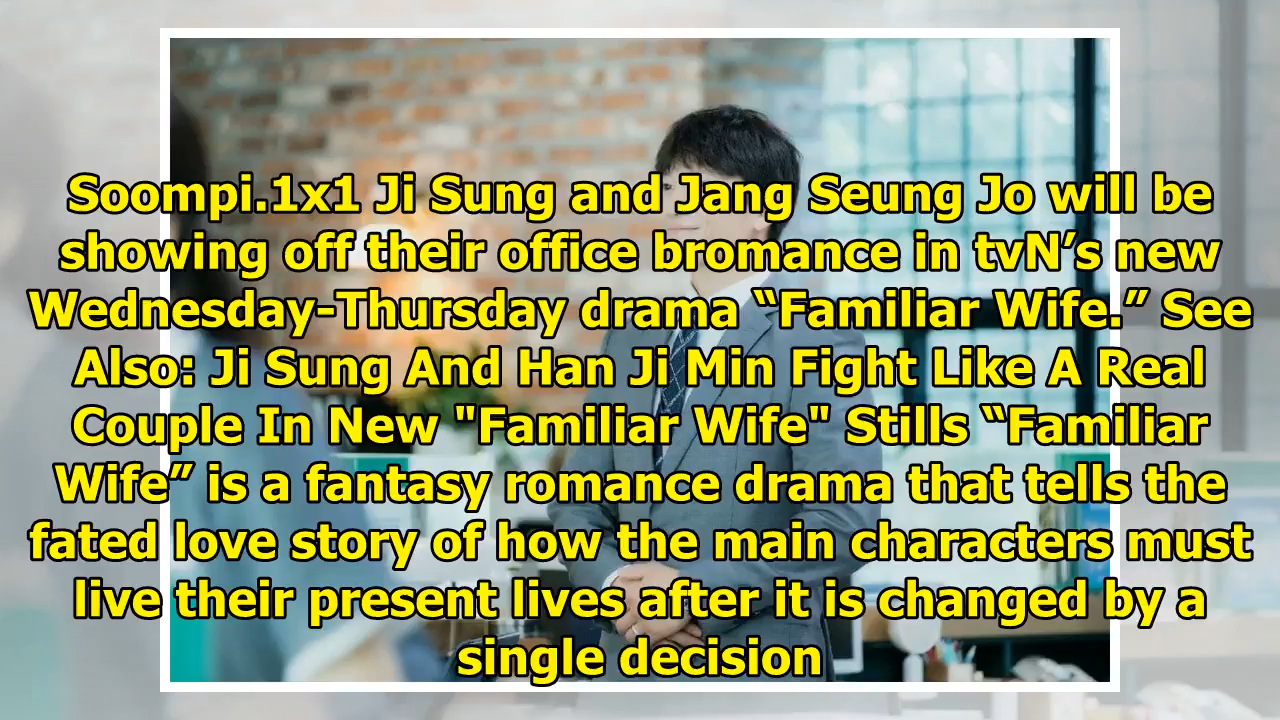 Soompi.1x1 Ji Sung and Jang Seung Jo will be
showing off their office bromance in tvN’s new
Wednesday-Thursday drama “Familiar Wife.” See
Also: Ji Sung And Han Ji Min Fight Like A Real
Couple In New "Familiar Wife" Stills “Familiar
Wife” is a fantasy romance drama that tells the
fated love story of how the main characters must
live their present lives after it is changed by a
single decision